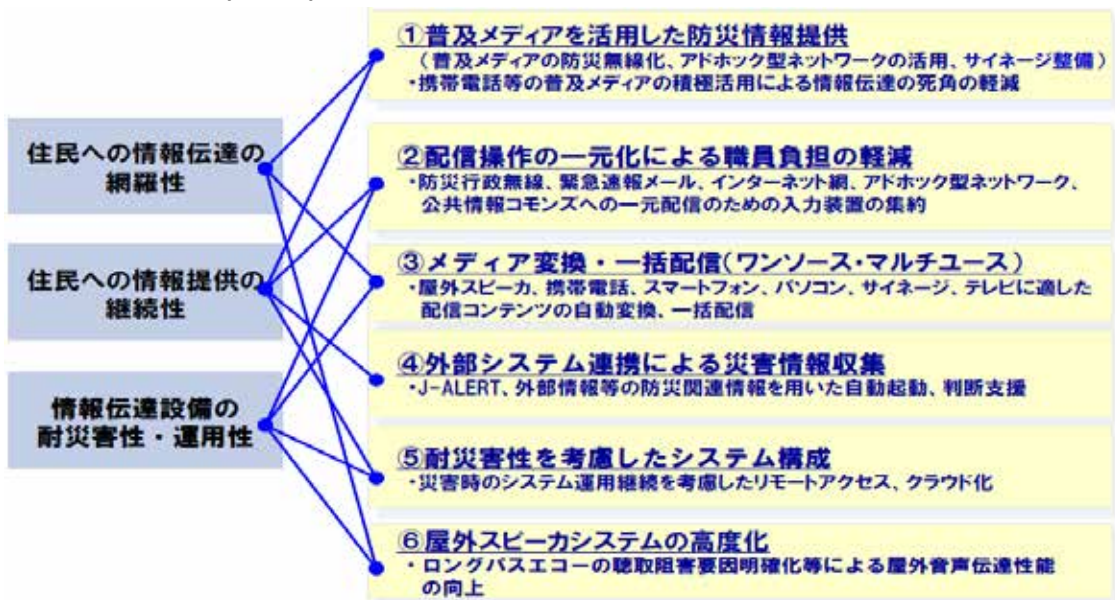 住民への情報伝達の
網羅性
住民への情報提供の
継続性
情報伝達設備の
耐災害性・運用性
①普及メディアを活用した防災情報提供
(普及メディアの防災無線化、アドホック型ネットワークの活用、サイネージ整備)
・携帯電話等の普及メディアの積極活用による情報伝達の死角の軽減
②配信操作の一元化による職員負担の軽減
・防災行政無線、緊急速報メール、インターネット網、アドホック型ネットワーク、
公共情報コモンズへの一元配信のための入力装置の集約
③メディア変換・一括配信(ワンソース・マルチユース)
・屋外スピーカ、携帯電話、スマートフォン、パソコン、サイネージ、テレビに適した
配信コンテンツの自動変換、一括配信
④外部システム連携による災害情報収集
・J-ALERT、外部情報等の防災関連情報を用いた自動起動、判断支援
⑤耐災害性を考慮したシステム構成
・災害時のシステム運用継続を考慮したリモートアクセス、クラウド化
⑥屋外スピーカシステムの高度化
・ロングパスエコーの聴取阻害要因明確化等による屋外音声伝達性能
の向上